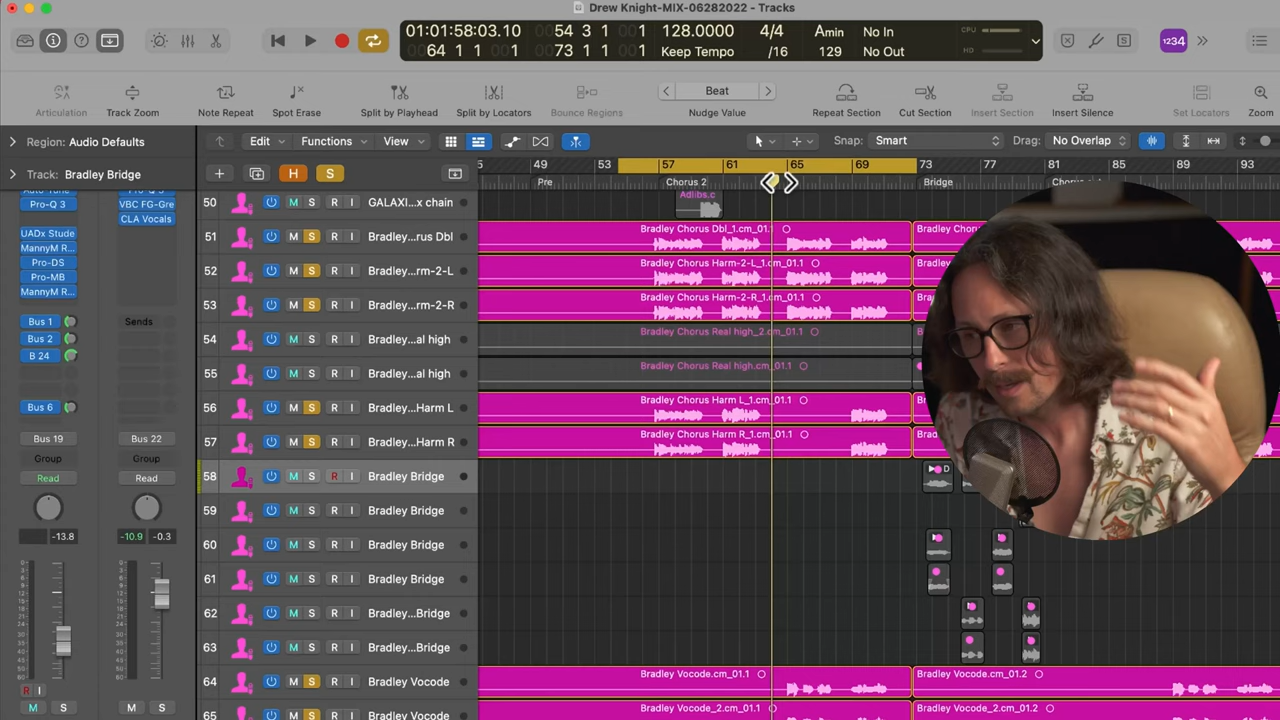 Drew Knight-MIX-06282022 - Tracks
01:01:58:03.10 54 3 1 001 128.0000 4/4 Amin No In CPU
64 1 1 001 73 1 1 001 Keep Tempo /16 129 No Out HD
1234
Articulation Track Zoom Note Repeat Spot Erase Split by Playhead Split by Locators Bounce Regions Beat Nudge Value Repeat Section Cut Section Insert Section Insert Silence Set Locators Zoom
Region: Audio Defaults Edit Functions View Snap: Smart Drag: No Overlap
Track: Bradley Bridge H S 49 53 57 61 65 69 73 77 81 85 89 93
Pre Chorus 2 Bridge
Pro-Q 3 VBC FG-Gre
CLA Vocals
UADx Stude
MannyM R...
Pro-DS
Pro-MB
MannyM R...
Bus 1 Sends
Bus 2
B 24
Bus 6
Bus 19 Bus 22
Group Group
Read Read
-13.8 -10.9 -0.3
R I
M S M S
50 GALAXI...x chain M S R I Adlibs.c
51 M S R I Bradley...rus Dbl Bradley Chorus Dbl_1.cm_01.1
52 M S R I Bradley...rm-2-L Bradley Chorus Harm-2-L_1.cm_01.1
53 M S R I Bradley...rm-2-R Bradley Chorus Harm-2-R_1.cm_01.1
54 M S R I Bradley...al high Bradley Chorus Real high_2.cm_01.1
55 M S R I Bradley...al high Bradley Chorus Real high_1.cm_01.1
56 M S R I Bradley...Harm L Bradley Chorus Harm L_1.cm_01.1
57 M S R I Bradley...Harm R Bradley Chorus Harm R_1.cm_01.1
58 M S R I Bradley Bridge D
59 M S R I Bradley Bridge
60 M S R I Bradley Bridge
61 M S R I Bradley Bridge
62 M S R I Bradley...Bridge
63 M S R I Bradley...Bridge
64 M S R I Bradley Vocode Bradley Vocode.cm_01.1 Bradley Vocode.cm_01.2
65 M S R I Bradley Vocode Bradley Vocode_2.cm_01.1 Bradley Vocode_2.cm_01.2